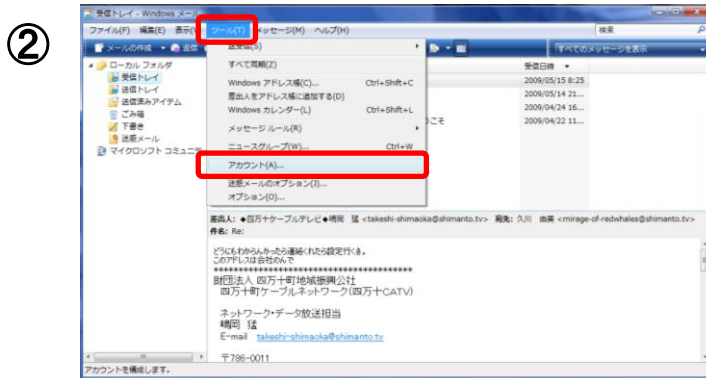 ②
受信トレイ - Windows メール
ファイル(F) 編集(E) 表示(V) ツール(T) メッセージ(M) ヘルプ(H)
検索
メールの作成 返信
すべてのメッセージを表示
ローカル フォルダ
受信トレイ
送信トレイ
送信済みアイテム
ごみ箱
下書き
迷惑メール
マイクロソフト コミュニテ
送受信(S)
すべて同期(Z)
Windows アドレス帳(C)... Ctrl+Shift+C
差出人をアドレス帳に追加する(D)
Windows カレンダー(L) Ctrl+Shift+L
メッセージ ルール(R)
ニュースグループ(W)... Ctrl+W
アカウント(A)...
迷惑メールのオプション(J)...
オプション(O)...
受信日時
2009/05/15 8:25
2009/05/14 21...
2009/04/24 16...
うこそ 2009/04/22 11...
差出人: ◆四万十ケーブルテレビ◆嶋岡 猛 <takeshi-shimaoka@shimanto.tv> 宛先: 久川 由美 <mirage-of-redwhales@shimanto.tv>
件名: Re:
どうにもわからんかったら連絡くれたら設定行くき。
このアドレスは会社のんで
******************************************
財団法人 四万十町地域振興公社
四万十町ケーブルネットワーク(四万十CATV)
ネットワーク・データ放送担当
嶋岡 猛
E-mail takeshi-shimaoka@shimanto.tv
〒786-0011
アカウントを構成します。